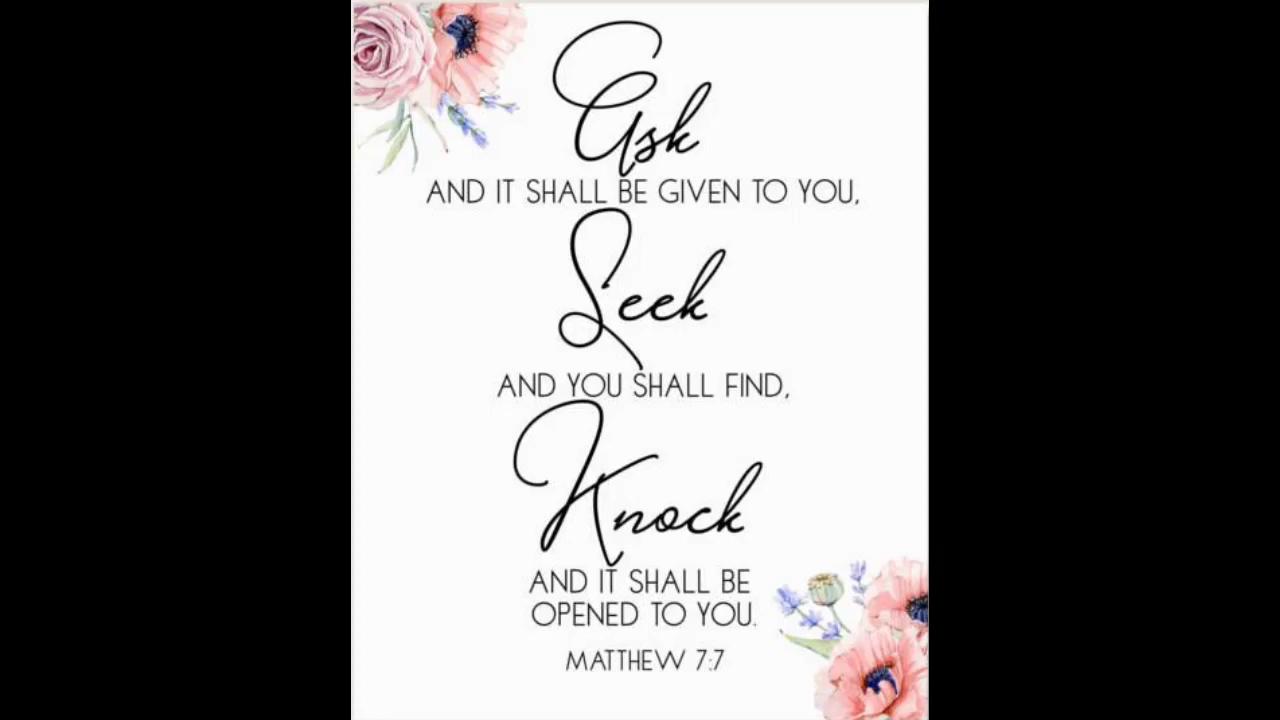 Ask
AND IT SHALL BE GIVEN TO YOU,
Seek
AND YOU SHALL FIND,
Knock
AND IT SHALL BE
OPENED TO YOU.
MATTHEW 7:7